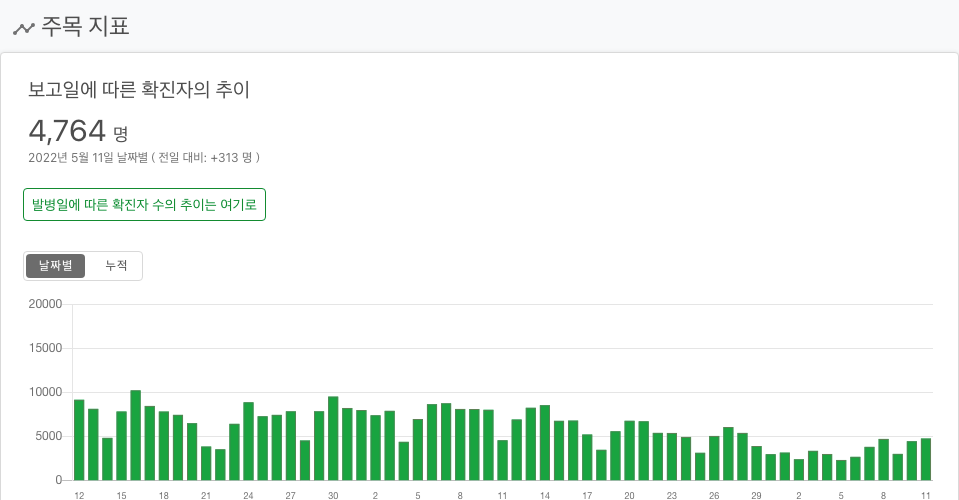 주목 지표
보고일에 따른 확진자의 추이
4,764 명
2022년 5월 11일 날짜별 ( 전일 대비: +313 명 )
발병일에 따른 확진자 수의 추이는 여기로
날짜별 누적
20000
15000
10000
5000
0
12 15 18 21 24 27 30 2 5 8 11 14 17 20 23 26 29 2 5 8 11